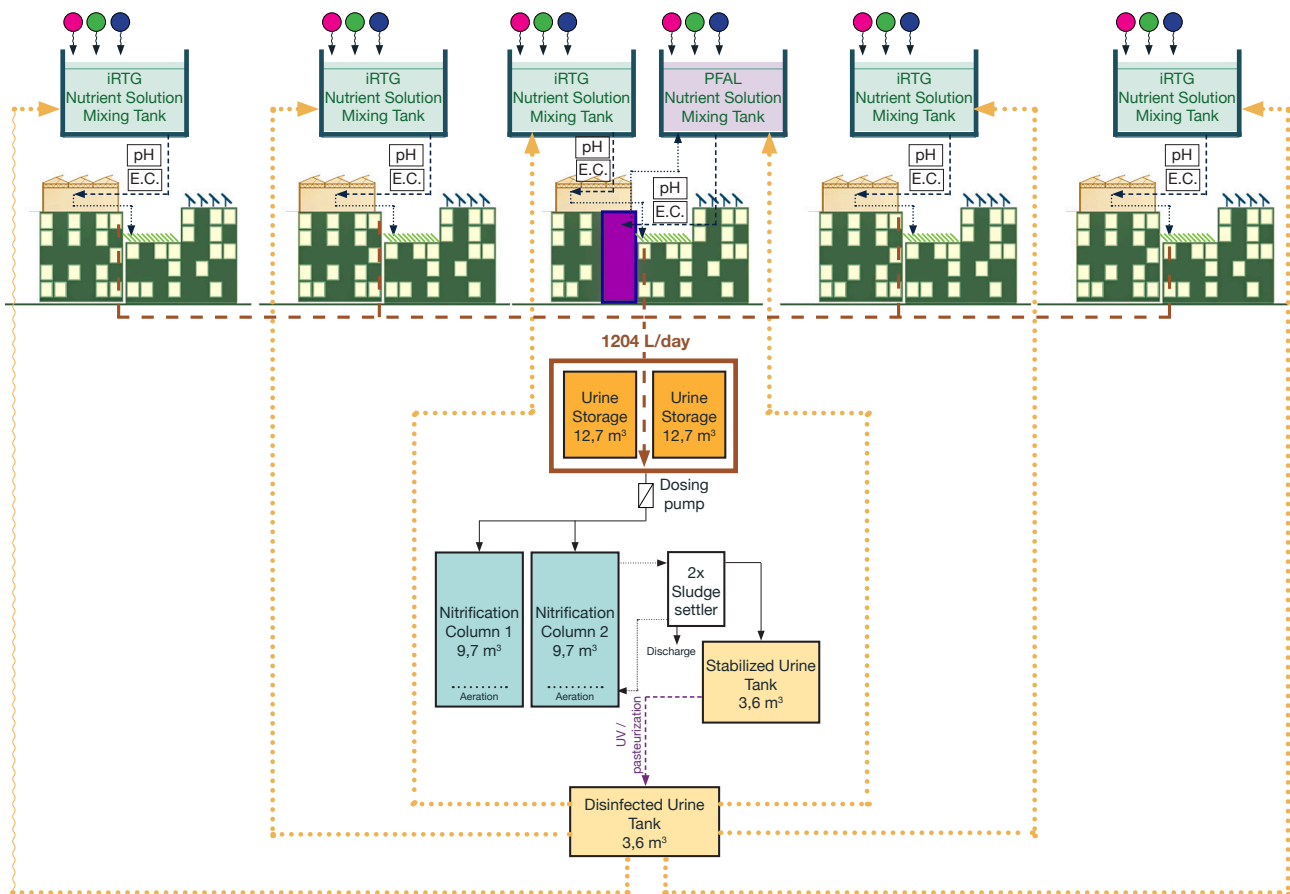 iRTG
Nutrient Solution
Mixing Tank
iRTG
Nutrient Solution
Mixing Tank
iRTG
Nutrient Solution
Mixing Tank
PFAL
Nutrient Solution
Mixing Tank
iRTG
Nutrient Solution
Mixing Tank
iRTG
Nutrient Solution
Mixing Tank
pH
E.C.
pH
E.C.
pH
E.C.
pH
E.C.
pH
E.C.
pH
E.C.
1204 L/day
Urine
Storage
12,7 m³
Urine
Storage
12,7 m³
Dosing
pump
Nitrification
Column 1
9,7 m³
Aeration
Nitrification
Column 2
9,7 m³
Aeration
2x
Sludge
settler
Discharge
Stabilized Urine
Tank
3,6 m³
UV /
pasteurization
Disinfected Urine
Tank
3,6 m³